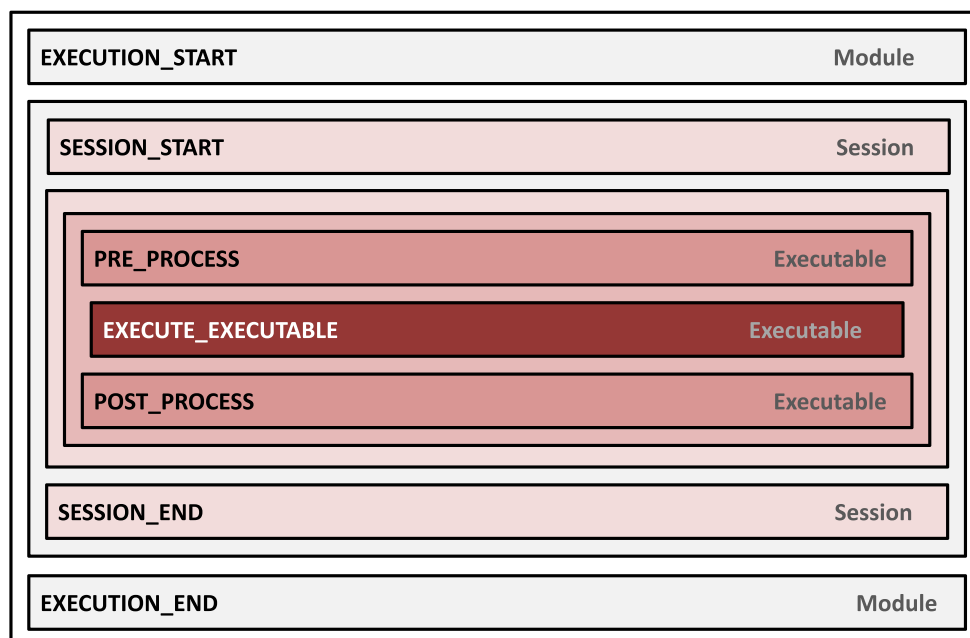 EXECUTION_START Module
SESSION_START Session
PRE_PROCESS Executable
EXECUTE_EXECUTABLE Executable
POST_PROCESS Executable
SESSION_END Session
EXECUTION_END Module